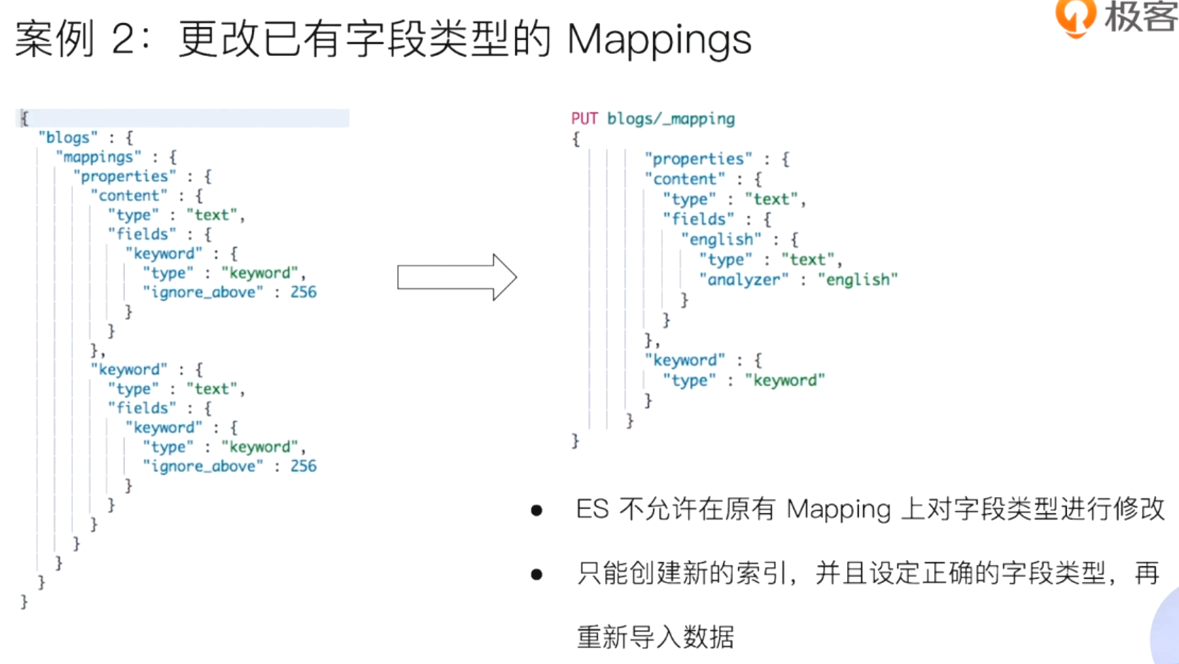 案例 2：更改已有字段类型的 Mappings
极客
{
"blogs" : {
"mappings" : {
"properties" : {
"content" : {
"type" : "text",
"fields" : {
"keyword" : {
"type" : "keyword",
"ignore_above" : 256
}
}
},
"keyword" : {
"type" : "text",
"fields" : {
"keyword" : {
"type" : "keyword",
"ignore_above" : 256
}
}
}
}
}
}
}
PUT blogs/_mapping
{
"properties" : {
"content" : {
"type" : "text",
"fields" : {
"english" : {
"type" : "text",
"analyzer" : "english"
}
}
},
"keyword" : {
"type" : "keyword"
}
}
}
● ES 不允许在原有 Mapping 上对字段类型进行修改
● 只能创建新的索引，并且设定正确的字段类型，再
重新导入数据